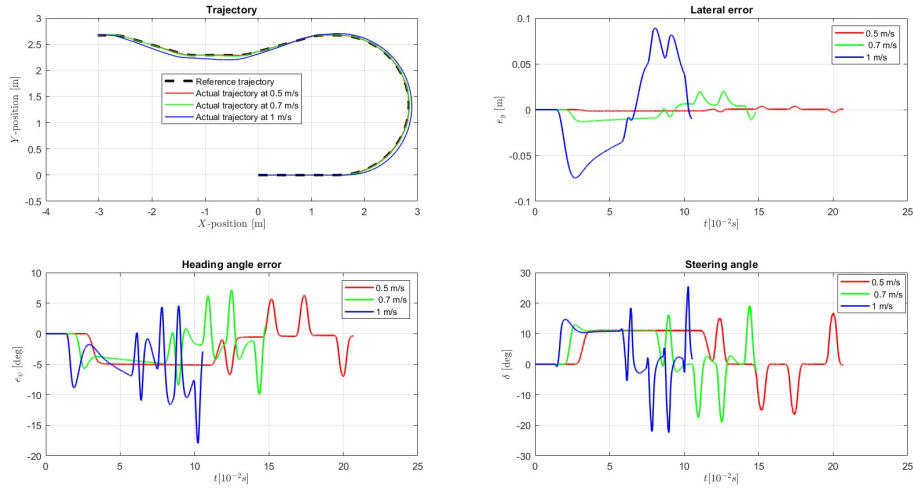 Trajectory
3
2.5
2
1.5
1
0.5
0
-0.5
Y-position [m]
-4 -3 -2 -1 0 1 2 3
X-position [m]
Reference trajectory
Actual trajectory at 0.5 m/s
Actual trajectory at 0.7 m/s
Actual trajectory at 1 m/s
Lateral error
0.1
0.05
0
-0.05
-0.1
e_y [m]
0 5 10 15 20 25
t[10^-2 s]
0.5 m/s
0.7 m/s
1 m/s
Heading angle error
10
5
0
-5
-10
-15
-20
e_ψ [deg]
0 5 10 15 20 25
t[10^-2 s]
0.5 m/s
0.7 m/s
1 m/s
Steering angle
30
20
10
0
-10
-20
-30
δ [deg]
0 5 10 15 20 25
t[10^-2 s]
0.5 m/s
0.7 m/s
1 m/s